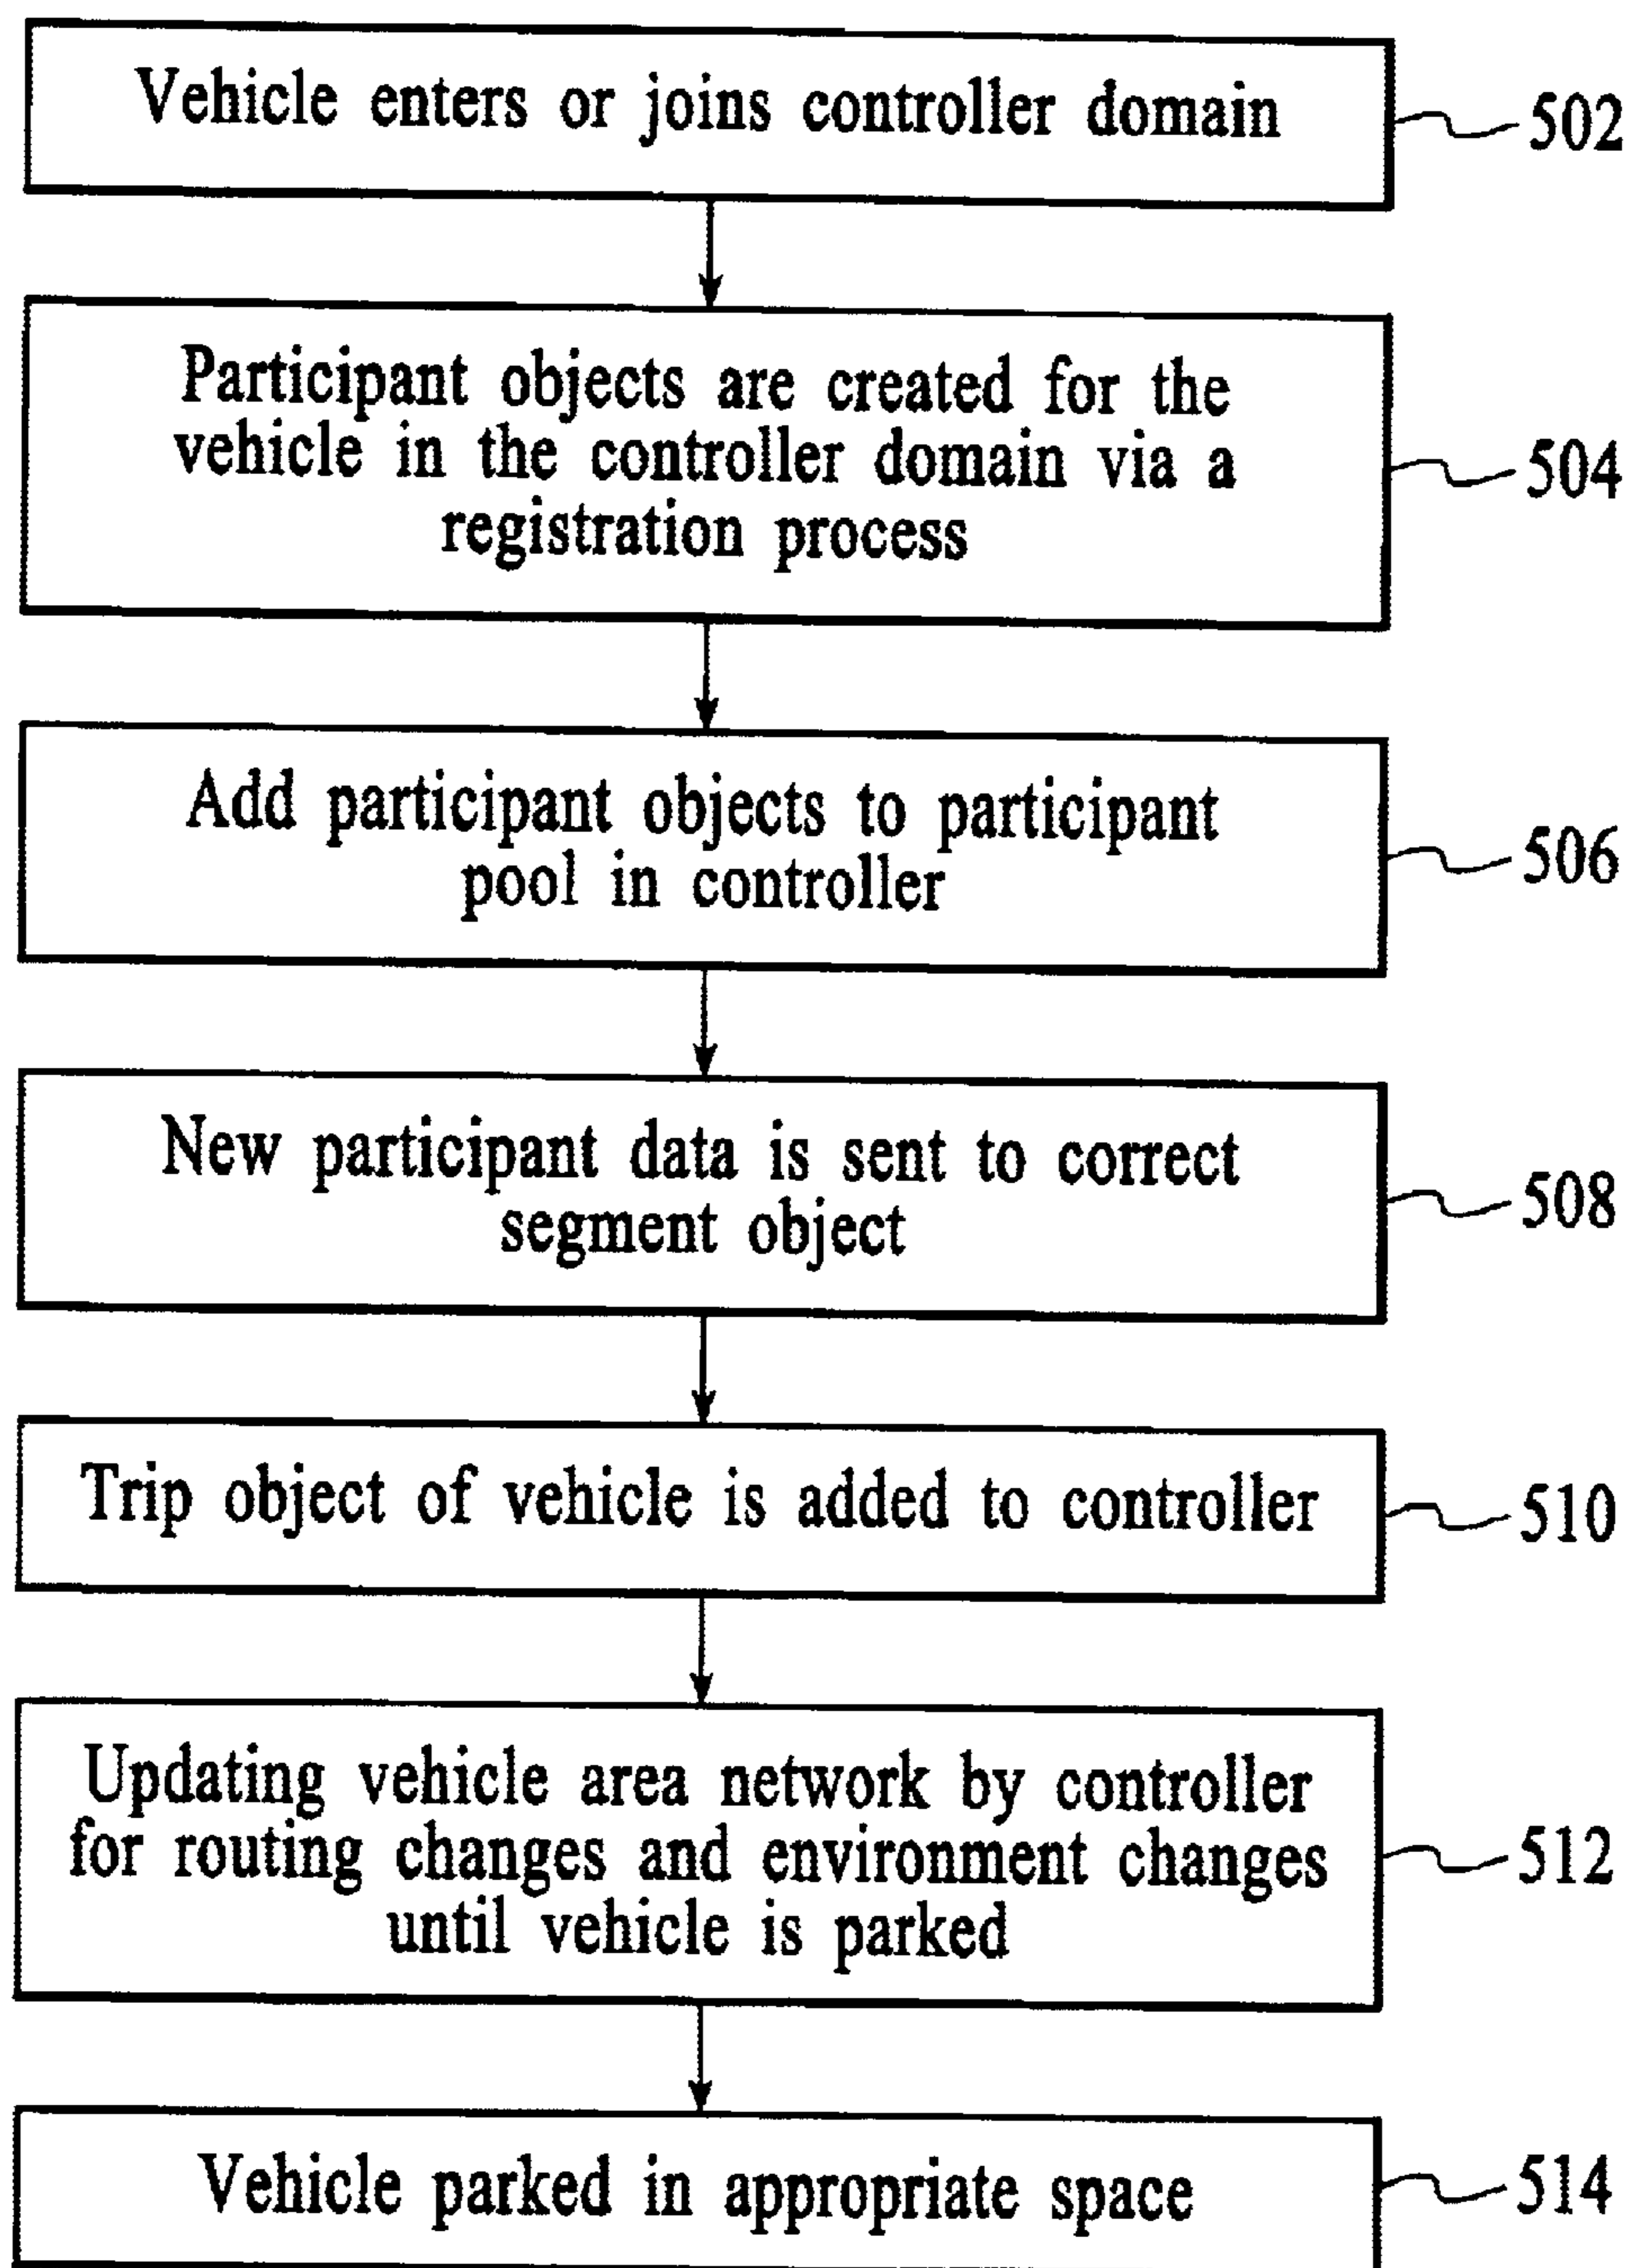 Vehicle enters or joins controller domain
502
Participant objects are created for the
vehicle in the controller domain via a
registration process
504
Add participant objects to participant
pool in controller
506
New participant data is sent to correct
segment object
508
Trip object of vehicle is added to controller
510
Updating vehicle area network by controller
for routing changes and environment changes
until vehicle is parked
512
Vehicle parked in appropriate space
514